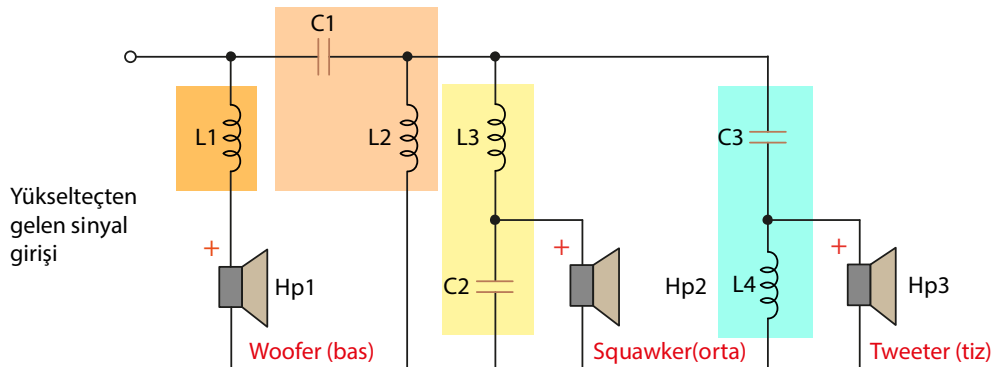 C1
L1
L2
L3
C3
Yükselteçten
gelen sinyal
girişi
+
+
+
Hp1
C2
Hp2
L4
Hp3
Woofer (bas)
Squawker(orta)
Tweeter (tiz)